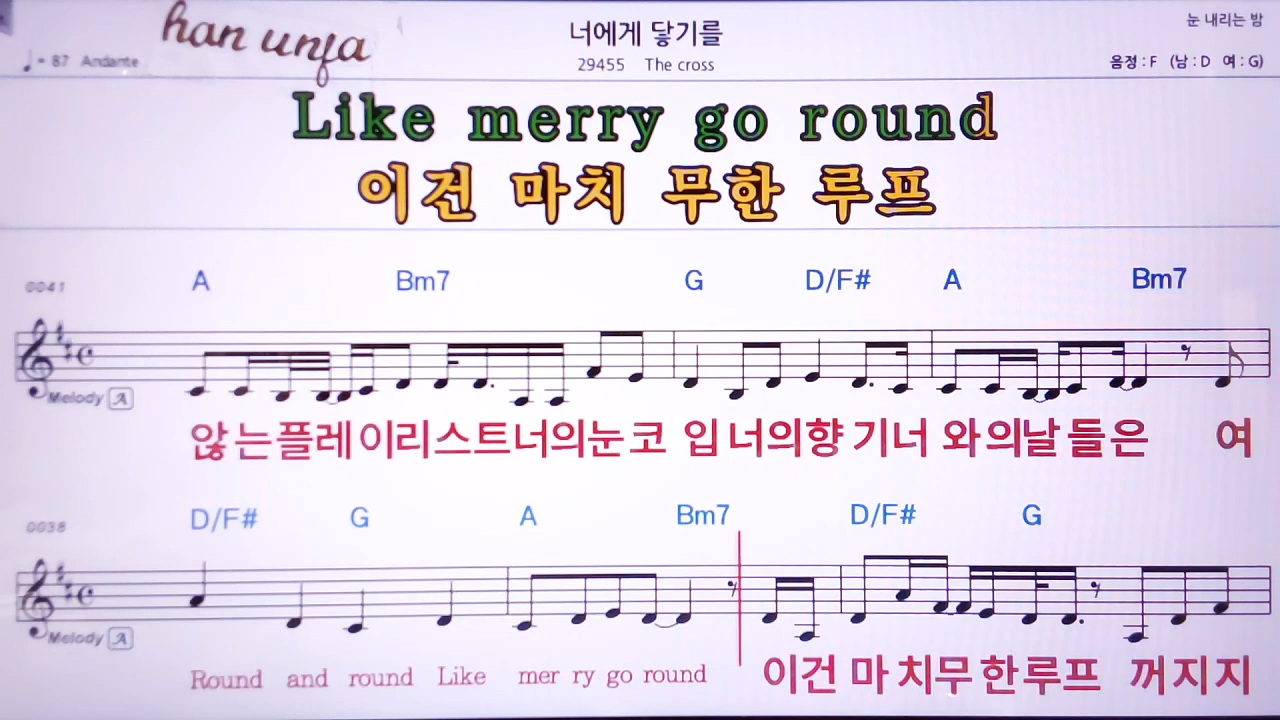 han unja
너에게 닿기를
눈 내리는 밤
♩= 87 Andante
29455 The cross
음정 : F (남 : D 여 : G)
Like merry go round
이건 마치 무한 루프
0041
A Bm7 G D/F# A Bm7
Melody A
않는플레이리스트너의눈코 입너의향기너 와의날들은 여
0038
D/F# G A Bm7 D/F# G
Melody A
Round and round Like mer ry go round 이건 마 치무 한루프 꺼지지